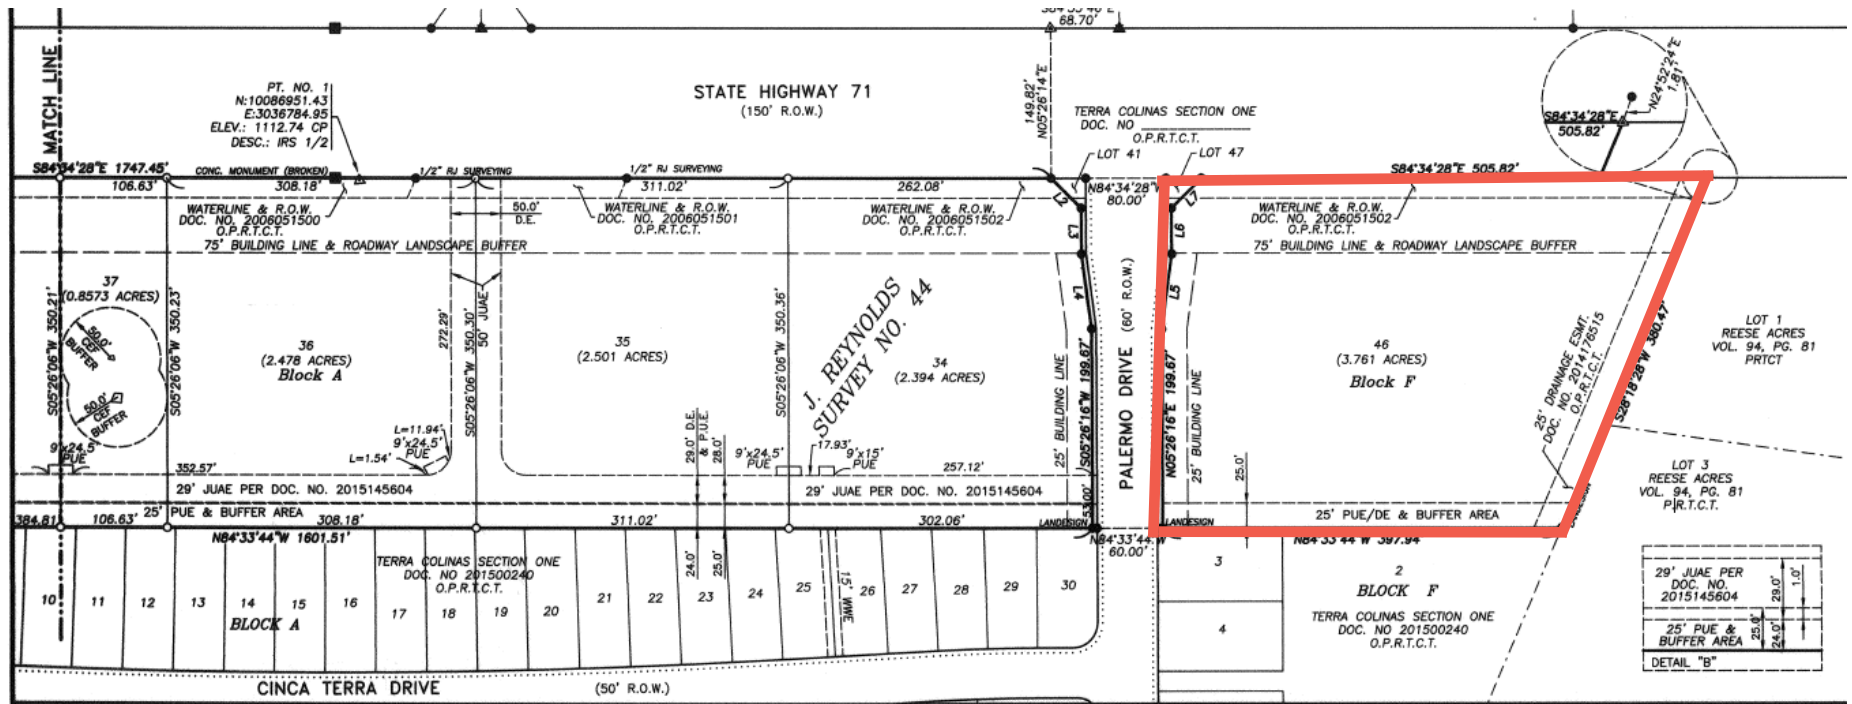 68.70'
MATCH LINE
PT. NO. 1
N:10086951.43
E:3036784.95
ELEV.: 1112.74 CP
DESC.: IRS 1/2
STATE HIGHWAY 71
(150' R.O.W.)
149.82'
N05°26'14"E
TERRA COLINAS SECTION ONE
DOC. NO
O.P.R.T.C.T.
LOT 41
LOT 47
S84°34'28"E
505.82'
N24°52'24"E
1.81'
S84°34'28"E 1747.45'
CONC. MONUMENT (BROKEN)
1/2" RJ SURVEYING
1/2" RJ SURVEYING
S84°34'28"E 505.82'
106.63'
308.18'
311.02'
262.08'
N84°34'28"W
80.00'
L2
L7
WATERLINE & R.O.W.
DOC. NO. 2006051500
O.P.R.T.C.T.
50.0'
D.E.
WATERLINE & R.O.W.
DOC. NO. 2006051501
O.P.R.T.C.T.
WATERLINE & R.O.W.
DOC. NO. 2006051502
O.P.R.T.C.T.
WATERLINE & R.O.W.
DOC. NO. 2006051502
O.P.R.T.C.T.
L3
L6
75' BUILDING LINE & ROADWAY LANDSCAPE BUFFER
75' BUILDING LINE & ROADWAY LANDSCAPE BUFFER
37
(0.8573 ACRES)
S05°26'06"W 350.21'
S05°26'06"W 350.23'
50.0'
CEF
BUFFER
50.0'
CEF
BUFFER
36
(2.478 ACRES)
Block A
272.29'
S05°26'06"W 350.30'
50' JUAE
35
(2.501 ACRES)
S05°26'06"W 350.36'
J. REYNOLDS
SURVEY NO. 44
34
(2.394 ACRES)
L4
L5
25' BUILDING LINE
S05°26'16"W 199.67'
53.00'
PALERMO DRIVE (60' R.O.W.)
N05°26'16"E 199.67'
25' BUILDING LINE
46
(3.761 ACRES)
Block F
25' DRAINAGE ESMT.
DOC. NO. 2014176515
O.P.R.T.C.T.
S28°18'28"W 380.47'
LOT 1
REESE ACRES
VOL. 94, PG. 81
PRTCT
LOT 3
REESE ACRES
VOL. 94, PG. 81
P.R.T.C.T.
9'x24.5'
PUE
L=11.94'
9'x24.5'
PUE
L=1.54'
29.0' D.E.
& P.U.E.
28.0'
9'x24.5'
PUE
17.93'
9'x15'
PUE
352.57'
257.12'
25.0'
29' JUAE PER DOC. NO. 2015145604
29' JUAE PER DOC. NO. 2015145604
25' PUE & BUFFER AREA
25' PUE/DE & BUFFER AREA
384.81'
106.63'
308.18'
311.02'
302.06'
LANDESIGN
LANDESIGN
N84°33'44"W 1601.51'
N84°33'44"W
60.00'
N84°33'44"W 397.94'
24.0'
25.0'
TERRA COLINAS SECTION ONE
DOC. NO 201500240
O.P.R.T.C.T.
10
11
12
13
14
15
16
17
18
19
20
21
22
23
24
25
15' WWE
26
27
28
29
30
BLOCK A
3
4
2
BLOCK F
TERRA COLINAS SECTION ONE
DOC. NO 201500240
O.P.R.T.C.T.
29' JUAE PER
DOC. NO.
2015145604
29.0'
1.0'
25' PUE &
BUFFER AREA
25.0'
24.0'
DETAIL "B"
CINCA TERRA DRIVE
(50' R.O.W.)